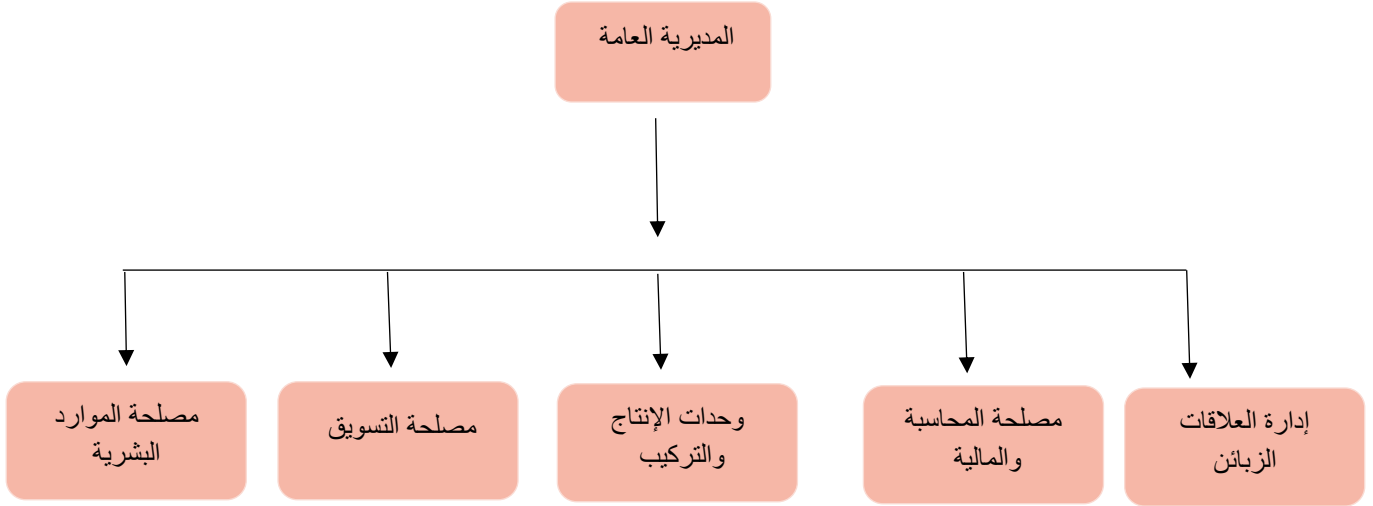 المديرية العامة
إدارة العلاقات
الزبائن
مصلحة المحاسبة
والمالية
وحدات الإنتاج
والتركيب
مصلحة التسويق
مصلحة الموارد
البشرية